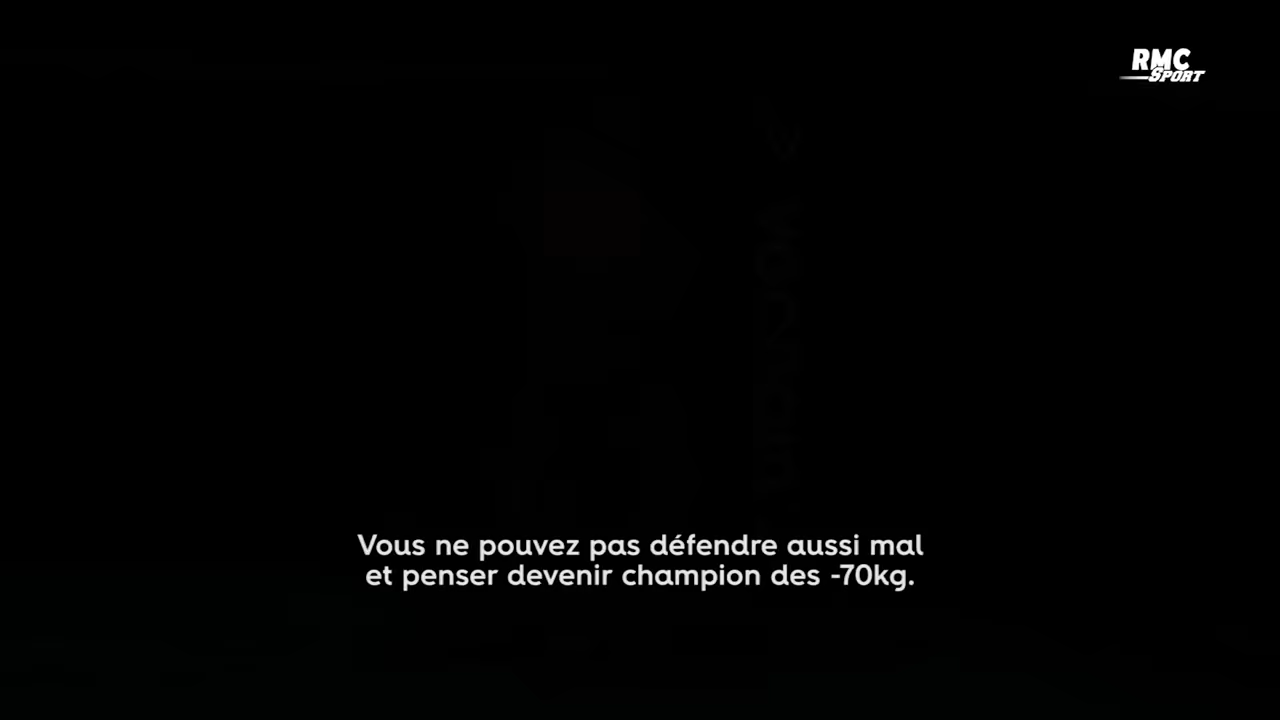 RMC
SPORT
Vous ne pouvez pas défendre aussi mal
et penser devenir champion des -70kg.